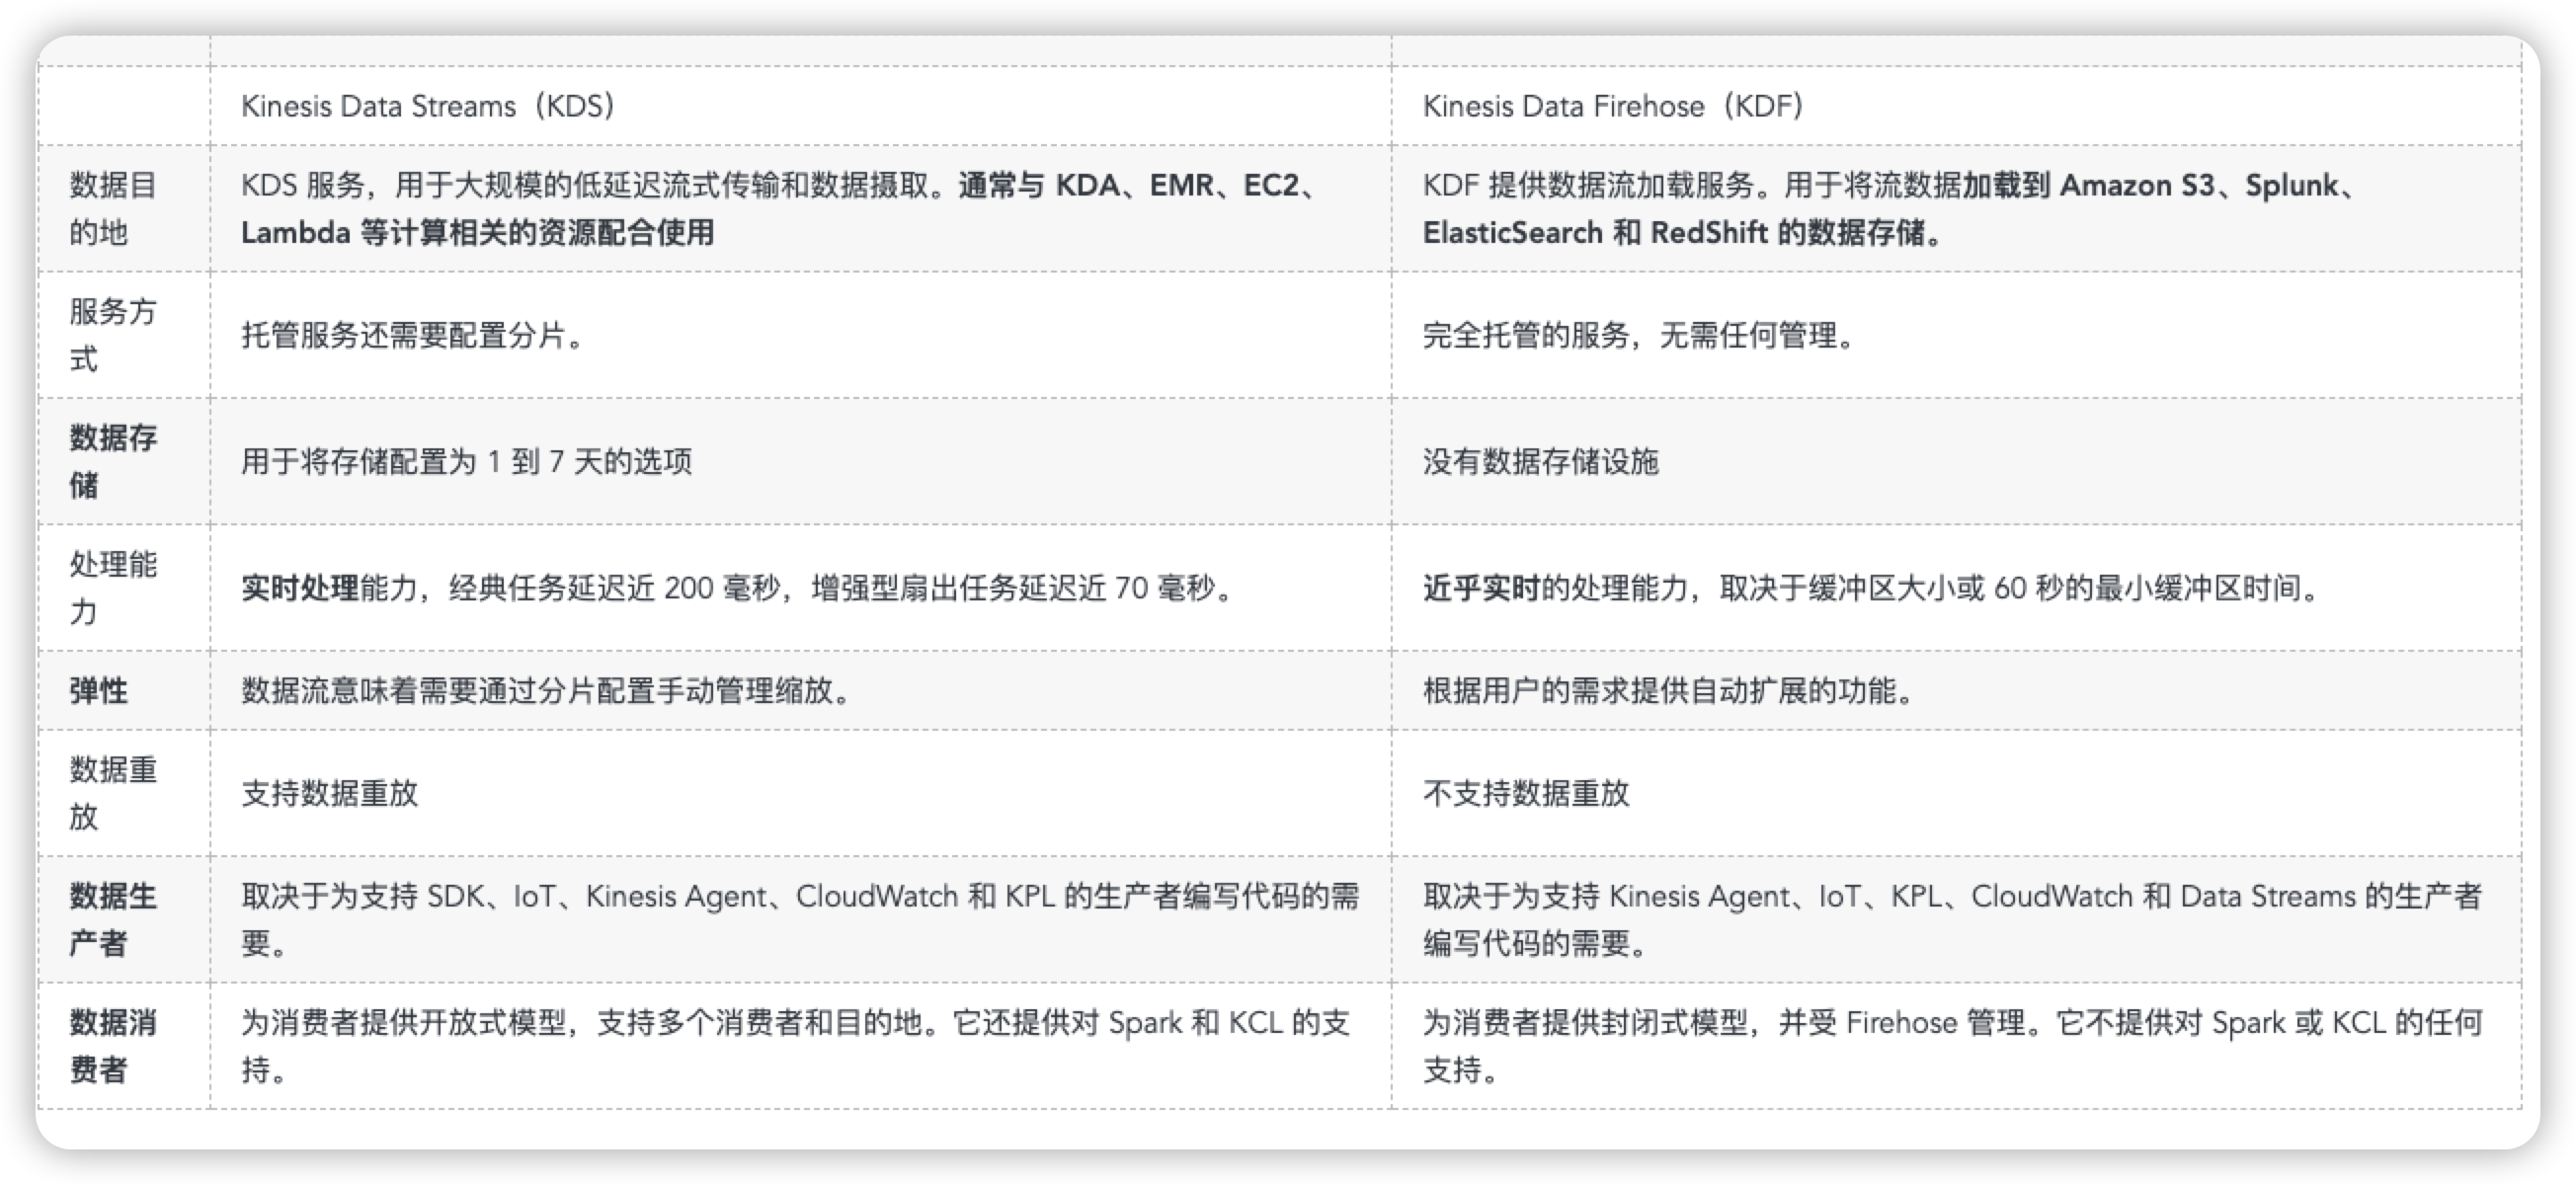 Kinesis Data Streams（KDS）
Kinesis Data Firehose（KDF）
数据目
的地
KDS 服务，用于大规模的低延迟流式传输和数据摄取。通常与 KDA、EMR、EC2、
Lambda 等计算相关的资源配合使用
KDF 提供数据流加载服务。用于将流数据加载到 Amazon S3、Splunk、
ElasticSearch 和 RedShift 的数据存储。
服务方
式
托管服务还需要配置分片。
完全托管的服务，无需任何管理。
数据存
储
用于将存储配置为 1 到 7 天的选项
没有数据存储设施
处理能
力
实时处理能力，经典任务延迟近 200 毫秒，增强型扇出任务延迟近 70 毫秒。
近乎实时的处理能力，取决于缓冲区大小或 60 秒的最小缓冲区时间。
弹性
数据流意味着需要通过分片配置手动管理缩放。
根据用户的需求提供自动扩展的功能。
数据重
放
支持数据重放
不支持数据重放
数据生
产者
取决于为支持 SDK、IoT、Kinesis Agent、CloudWatch 和 KPL 的生产者编写代码的需
要。
取决于为支持 Kinesis Agent、IoT、KPL、CloudWatch 和 Data Streams 的生产者
编写代码的需要。
数据消
费者
为消费者提供开放式模型，支持多个消费者和目的地。它还提供对 Spark 和 KCL 的支
持。
为消费者提供封闭式模型，并受 Firehose 管理。它不提供对 Spark 或 KCL 的任何
支持。